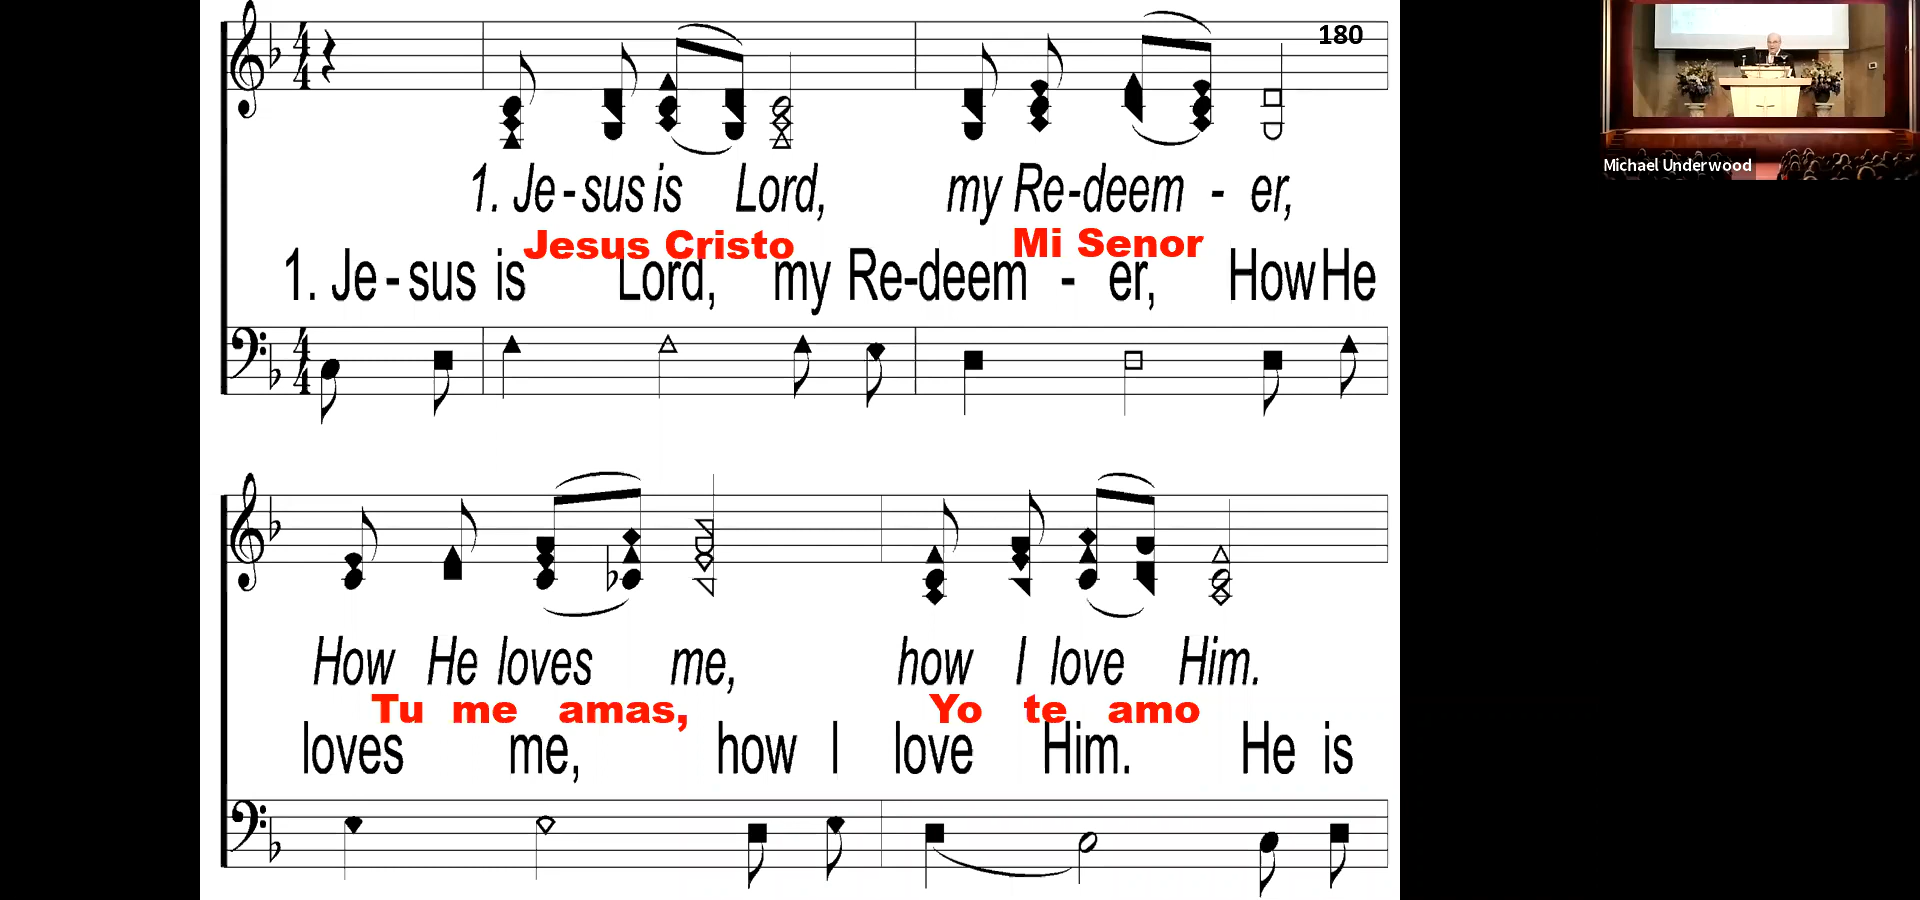 180
1. Je - sus is Lord, my Re - deem - er,
Jesus Cristo Mi Senor
1. Je - sus is Lord, my Re - deem - er, How He
How He loves me, how I love Him.
Tu me amas, Yo te amo
loves me, how I love Him. He is
Michael Underwood